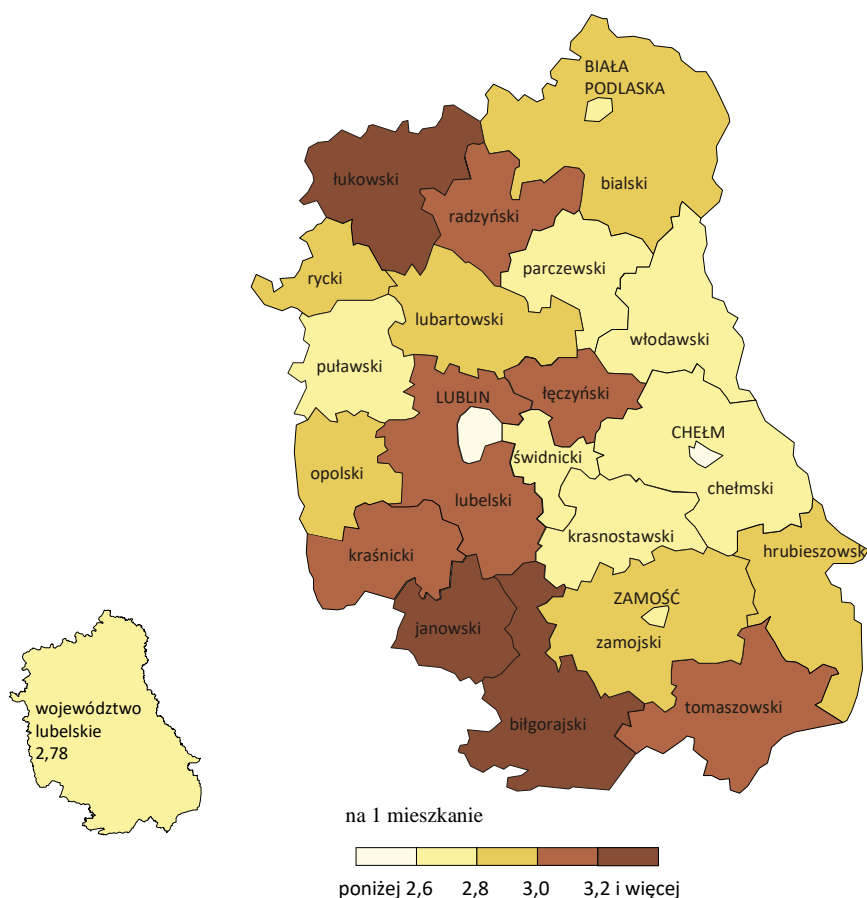 BIAŁA
PODLASKA
łukowski
bialski
radzyński
parczewski
rycki
lubartowski
włodawski
puławski
LUBLIN
łęczyński
CHEŁM
świdnicki
opolski
chełmski
lubelski
krasnostawski
kraśnicki
hrubieszowsk
ZAMOŚĆ
janowski
zamojski
tomaszowski
biłgorajski
województwo
lubelskie
2,78
na 1 mieszkanie
poniżej 2,6 2,8 3,0 3,2 i więcej